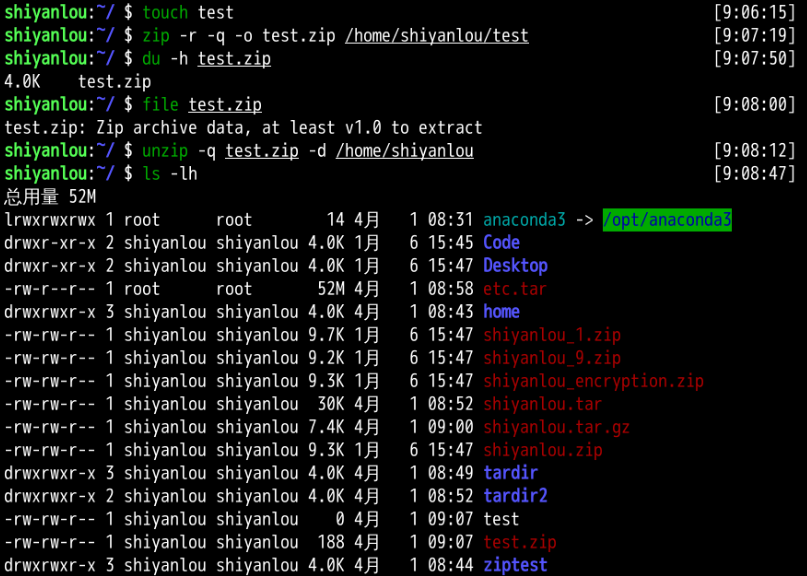 shiyanlou:~/ $ touch test [9:06:15]
shiyanlou:~/ $ zip -r -q -o test.zip /home/shiyanlou/test [9:07:19]
shiyanlou:~/ $ du -h test.zip [9:07:50]
4.0K test.zip
shiyanlou:~/ $ file test.zip [9:08:00]
test.zip: Zip archive data, at least v1.0 to extract
shiyanlou:~/ $ unzip -q test.zip -d /home/shiyanlou [9:08:12]
shiyanlou:~/ $ ls -lh [9:08:47]
总用量 52M
lrwxrwxrwx 1 root root 14 4月 1 08:31 anaconda3 -> /opt/anaconda3
drwxr-xr-x 2 shiyanlou shiyanlou 4.0K 1月 6 15:45 Code
drwxr-xr-x 2 shiyanlou shiyanlou 4.0K 1月 6 15:47 Desktop
-rw-r--r-- 1 root root 52M 4月 1 08:58 etc.tar
drwxrwxr-x 3 shiyanlou shiyanlou 4.0K 4月 1 08:43 home
-rw-rw-r-- 1 shiyanlou shiyanlou 9.7K 1月 6 15:47 shiyanlou_1.zip
-rw-rw-r-- 1 shiyanlou shiyanlou 9.2K 1月 6 15:47 shiyanlou_9.zip
-rw-rw-r-- 1 shiyanlou shiyanlou 9.3K 1月 6 15:47 shiyanlou_encryption.zip
-rw-rw-r-- 1 shiyanlou shiyanlou 30K 4月 1 08:52 shiyanlou.tar
-rw-rw-r-- 1 shiyanlou shiyanlou 7.4K 4月 1 09:00 shiyanlou.tar.gz
-rw-rw-r-- 1 shiyanlou shiyanlou 9.3K 1月 6 15:47 shiyanlou.zip
drwxrwxr-x 3 shiyanlou shiyanlou 4.0K 4月 1 08:49 tardir
drwxrwxr-x 2 shiyanlou shiyanlou 4.0K 4月 1 08:52 tardir2
-rw-rw-r-- 1 shiyanlou shiyanlou 0 4月 1 09:07 test
-rw-rw-r-- 1 shiyanlou shiyanlou 188 4月 1 09:07 test.zip
drwxrwxr-x 3 shiyanlou shiyanlou 4.0K 4月 1 08:44 ziptest